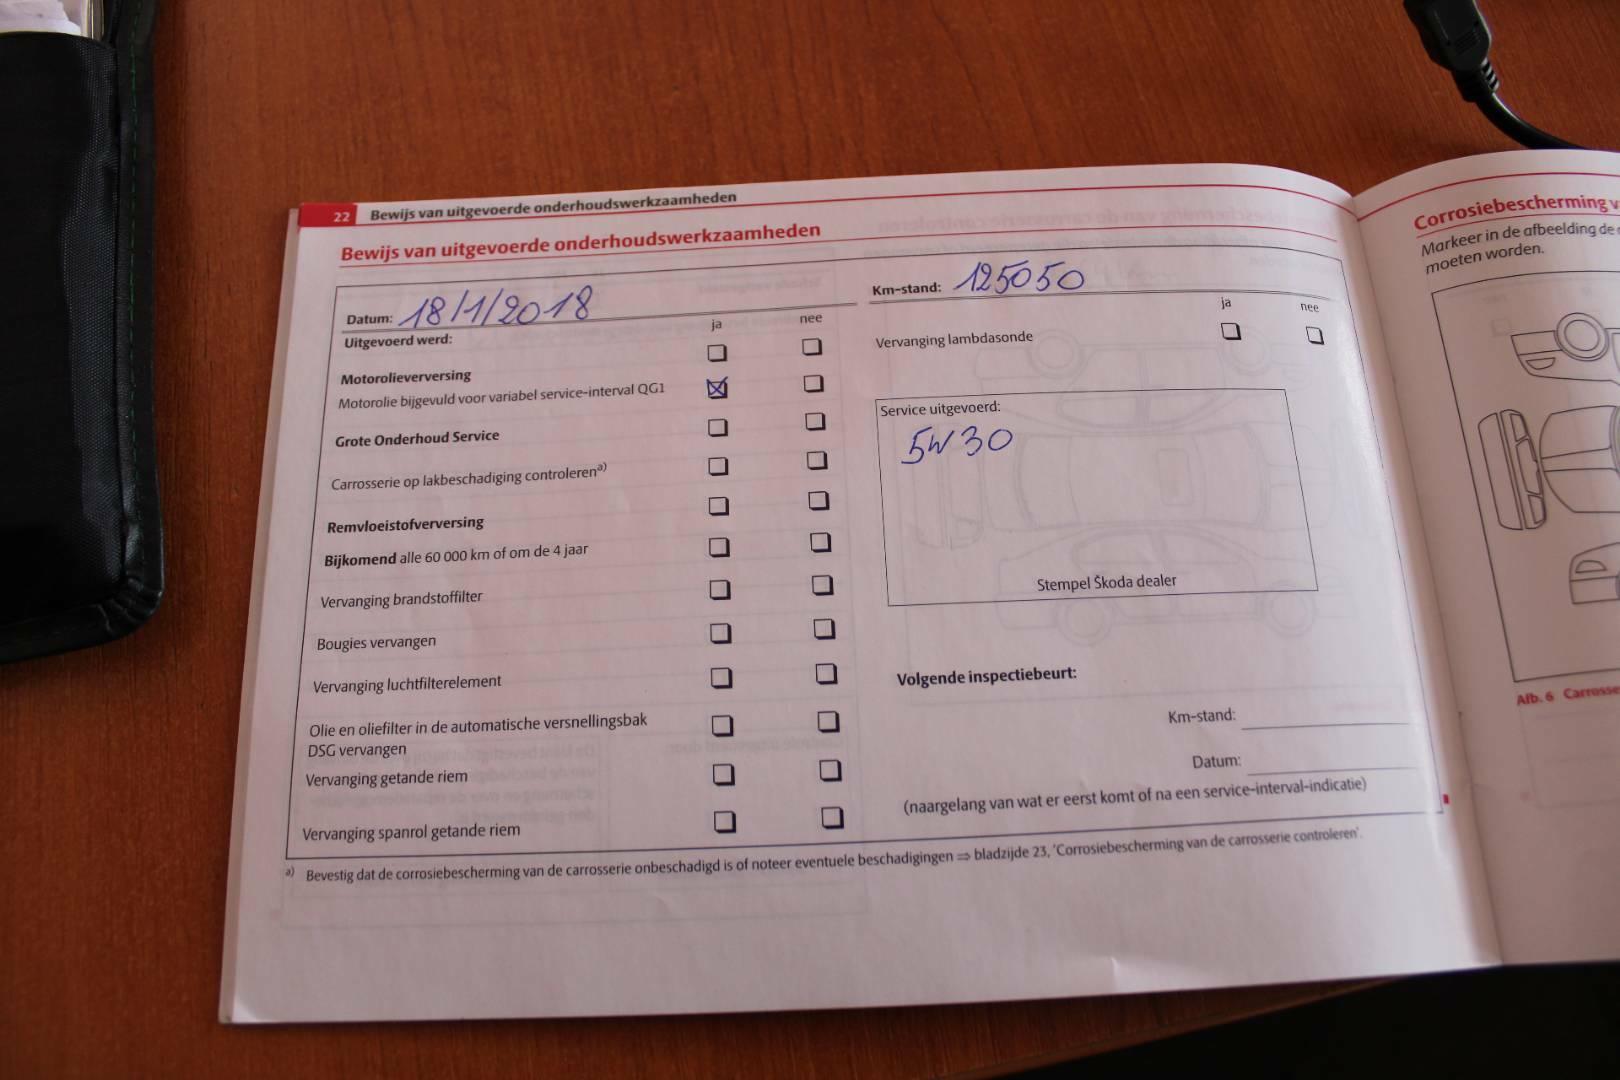 22 Bewijs van uitgevoerde onderhoudswerkzaamheden
Bewijs van uitgevoerde onderhoudswerkzaamheden
Datum: 18/1/2018
Uitgevoerd werd:
ja nee
Motorolieverversing
Motorolie bijgevuld voor variabel service-interval QG1
Grote Onderhoud Service
Carrosserie op lakbeschadiging controleren a)
Remvloeistofverversing
Bijkomend alle 60 000 km of om de 4 jaar
Vervanging brandstoffilter
Bougies vervangen
Vervanging luchtfilterelement
Olie en oliefilter in de automatische versnellingsbak
DSG vervangen
Vervanging getande riem
Vervanging spanrol getande riem
Km-stand: 125050
ja nee
Vervanging lambdasonde
Service uitgevoerd:
5W30
Stempel Škoda dealer
Volgende inspectiebeurt:
Km-stand:
Datum:
(naargelang van wat er eerst komt of na een service-interval-indicatie)
a) Bevestig dat de corrosiebescherming van de carrosserie onbeschadigd is of noteer eventuele beschadigingen ⇒ bladzijde 23, 'Corrosiebescherming van de carrosserie controleren'.
Corrosiebescherming
Markeer in de afbeelding de
moeten worden.
Afb. 6